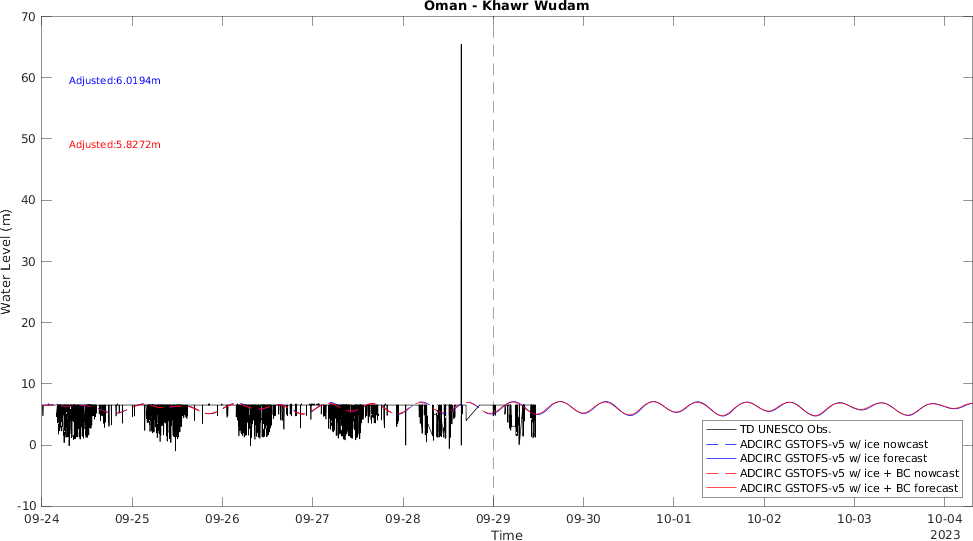 Oman - Khawr Wudam
70
60
50
40
30
20
10
0
-10
Water Level (m)
Adjusted:6.0194m
Adjusted:5.8272m
TD UNESCO Obs.
ADCIRC GSTOFS-v5 w/ ice nowcast
ADCIRC GSTOFS-v5 w/ ice forecast
ADCIRC GSTOFS-v5 w/ ice + BC nowcast
ADCIRC GSTOFS-v5 w/ ice + BC forecast
09-24 09-25 09-26 09-27 09-28 09-29 09-30 10-01 10-02 10-03 10-04
Time
2023